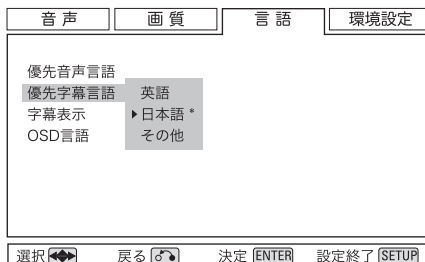 音声 画質 言語 環境設定
優先音声言語
優先字幕言語 英語
字幕表示 ▶日本語 *
OSD言語 その他
選択 戻る 決定 ENTER 設定終了 SETUP